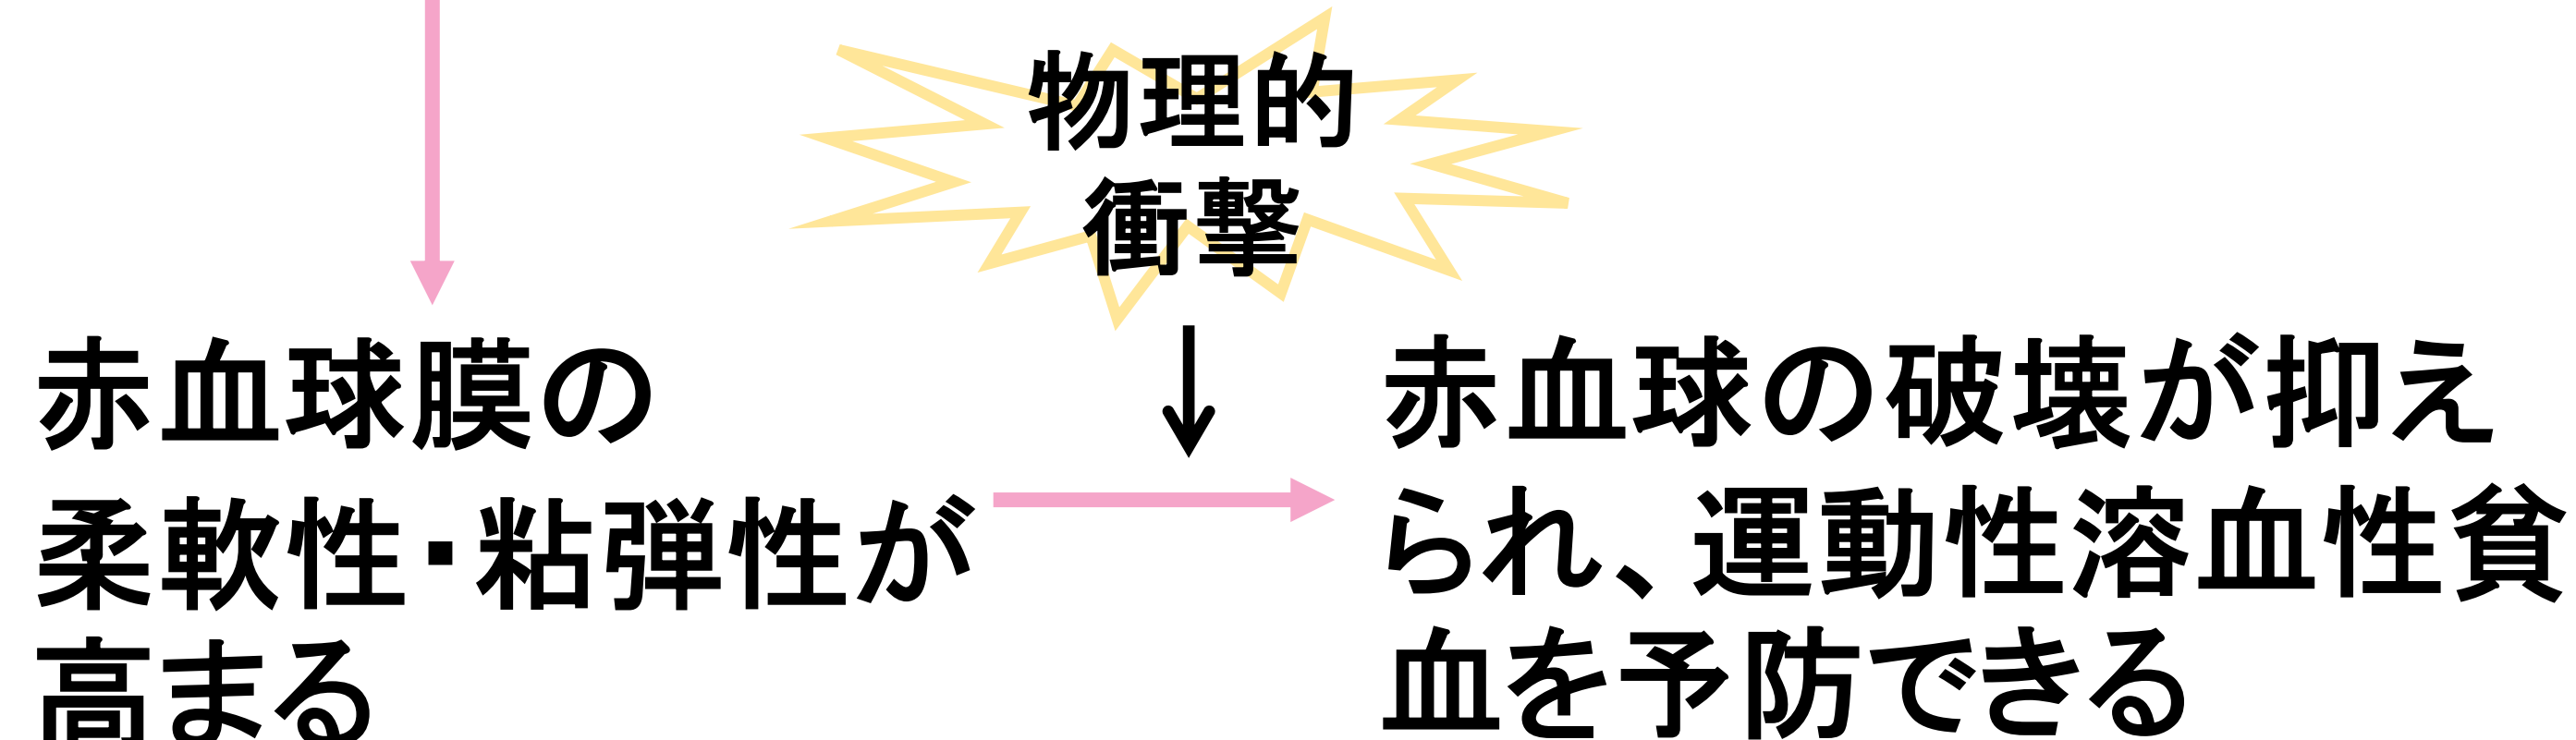 物理的
衝撃
赤血球膜の
柔軟性・粘弾性が
高まる
赤血球の破壊が抑え
られ、運動性溶血性貧
血を予防できる